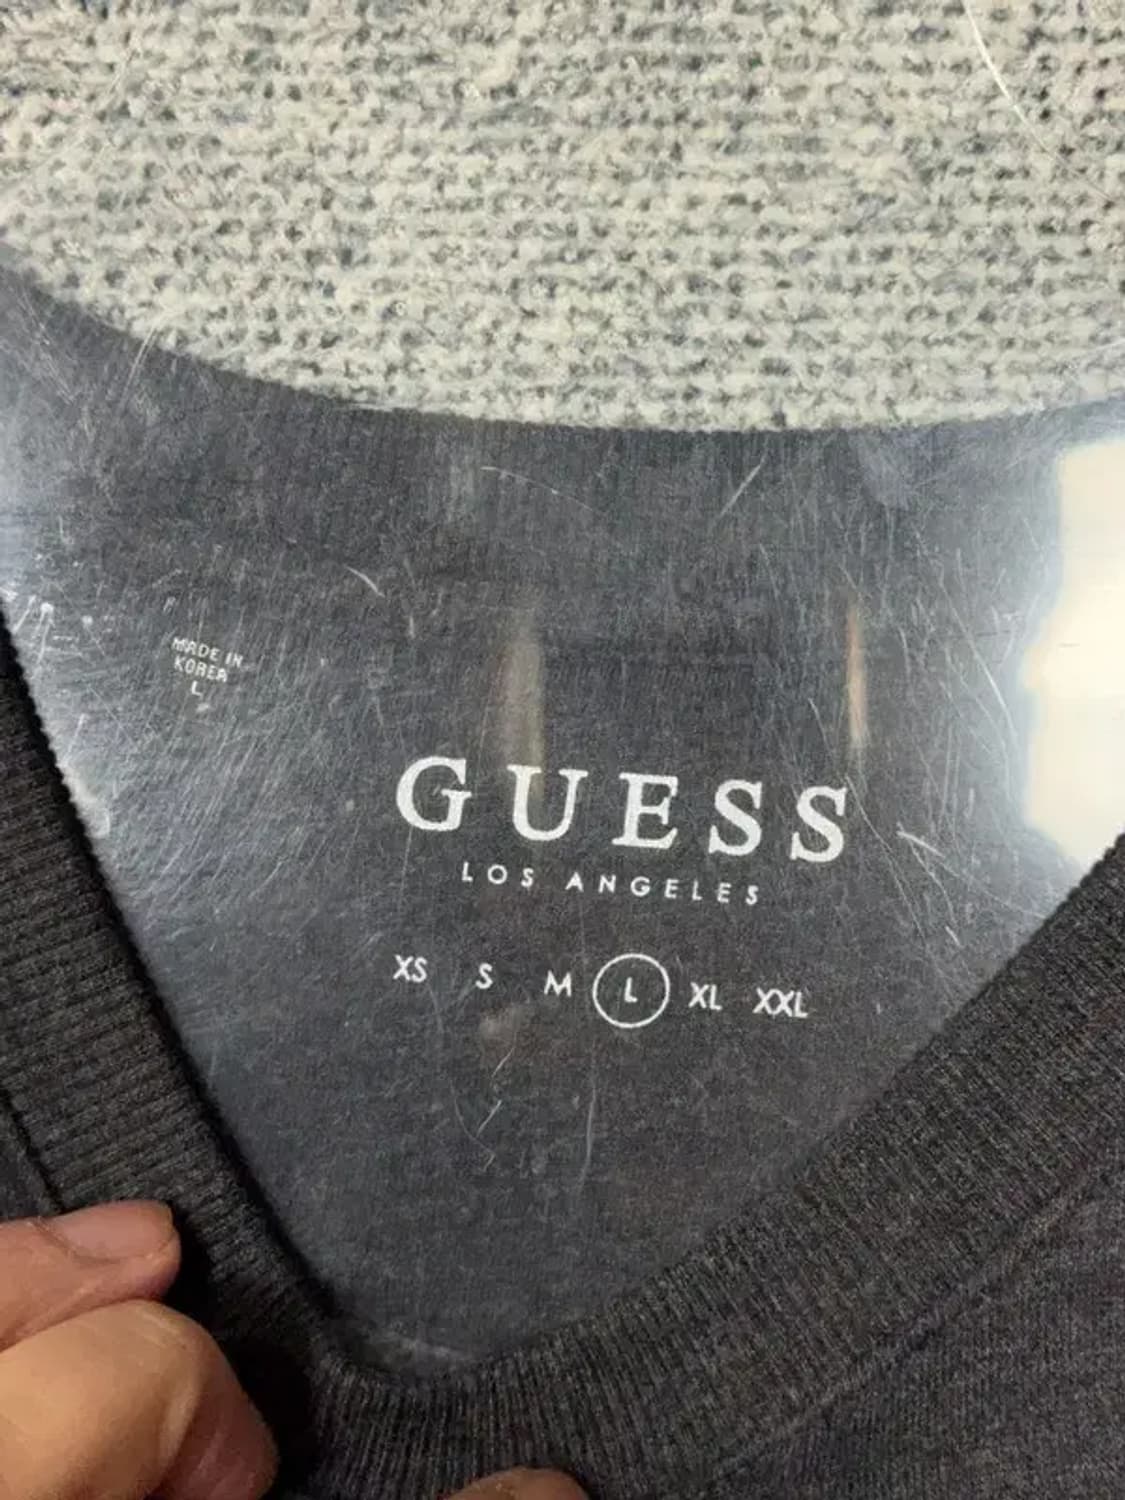 MADE IN
KOREA
L
GUESS
LOS ANGELES
XS S M L XL XXL